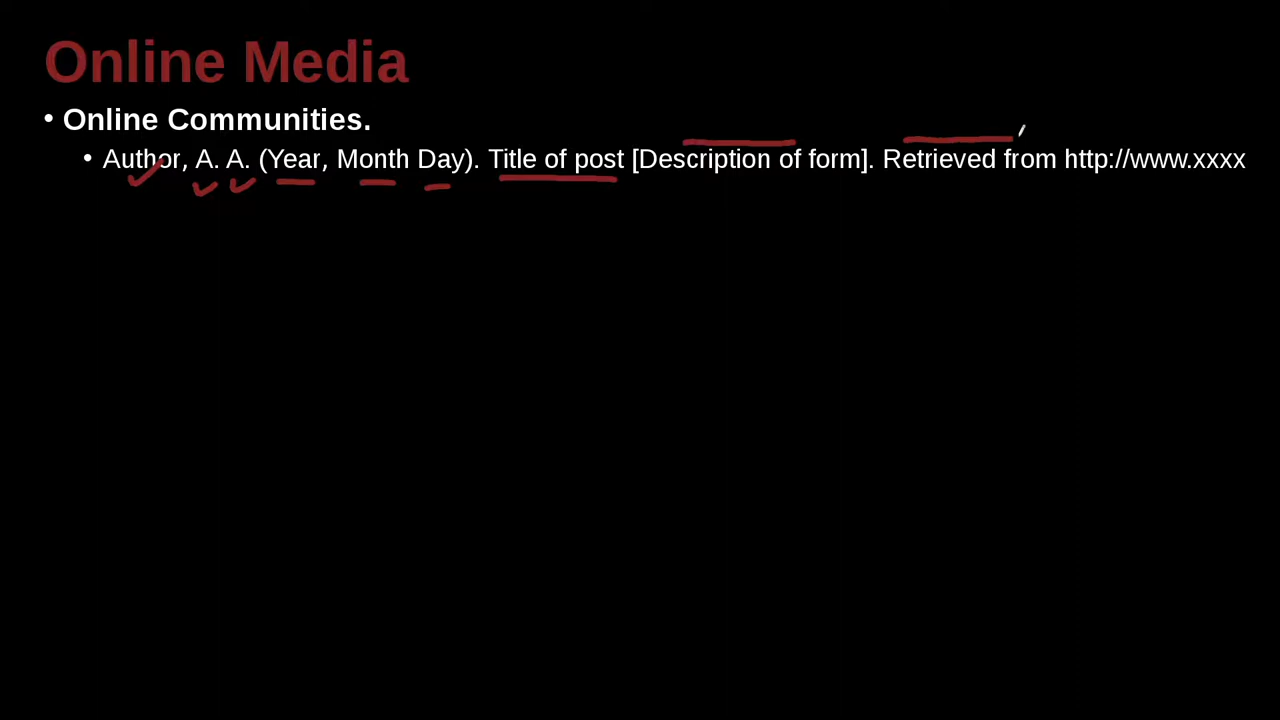 Online Media
• Online Communities.
• Author, A. A. (Year, Month Day). Title of post [Description of form]. Retrieved from http://www.xxxx